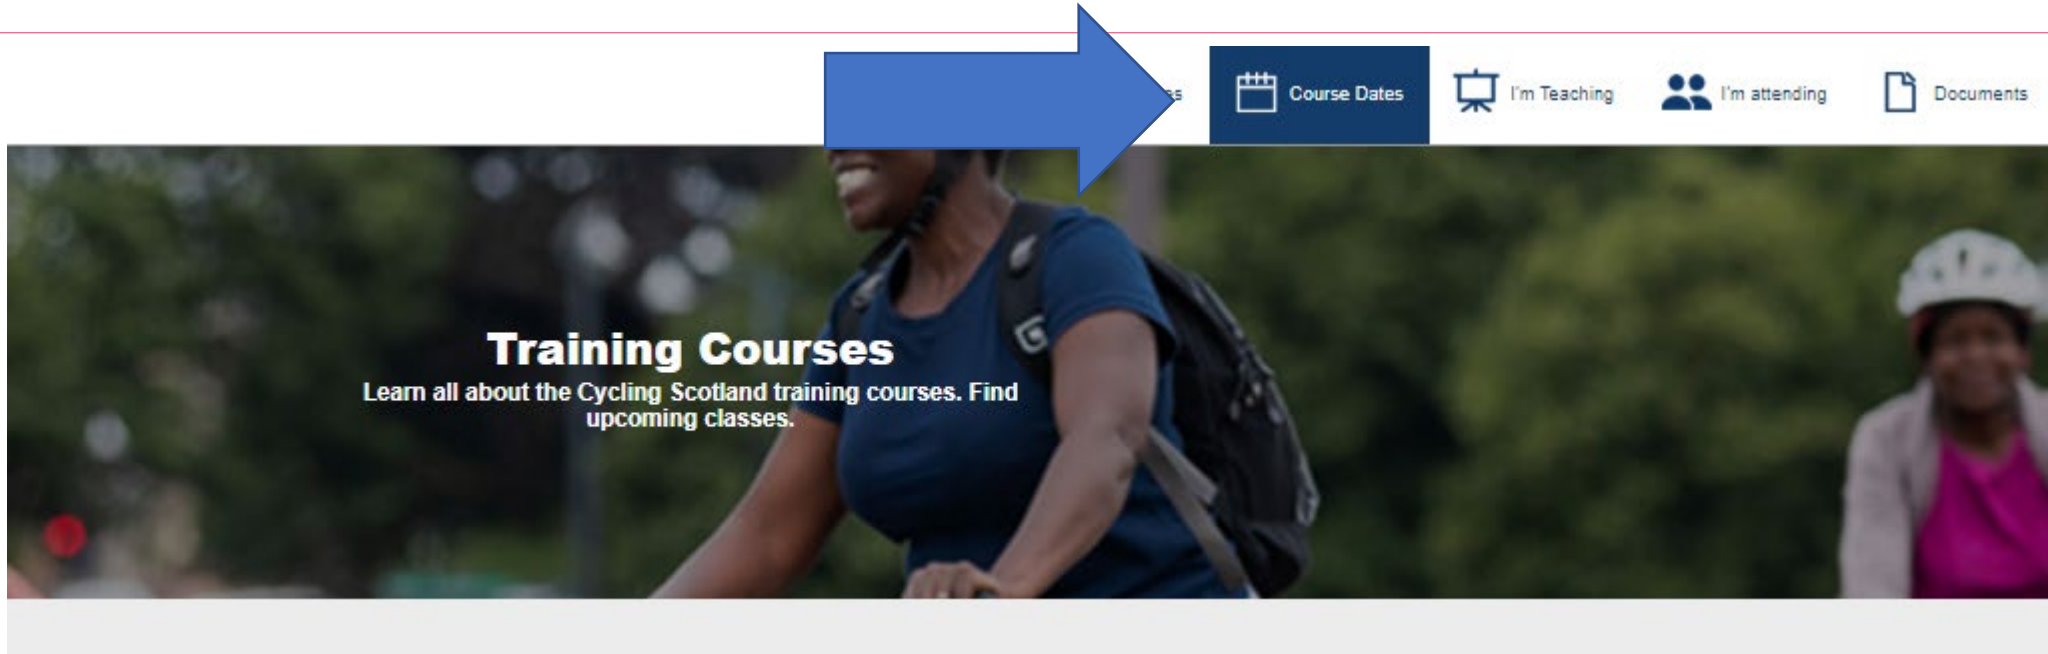 Course Dates
I'm Teaching
I'm attending
Documents
Training Courses
Learn all about the Cycling Scotland training courses. Find
upcoming classes.